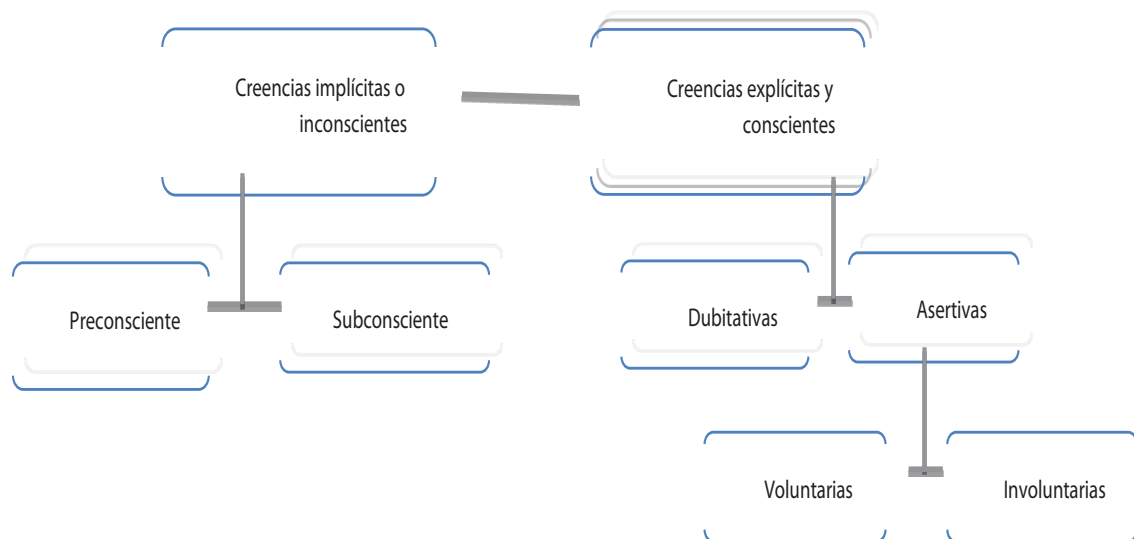 Creencias implícitas o
inconscientes
Creencias explícitas y
conscientes
Preconsciente
Subconsciente
Dubitativas
Asertivas
Voluntarias
Involuntarias